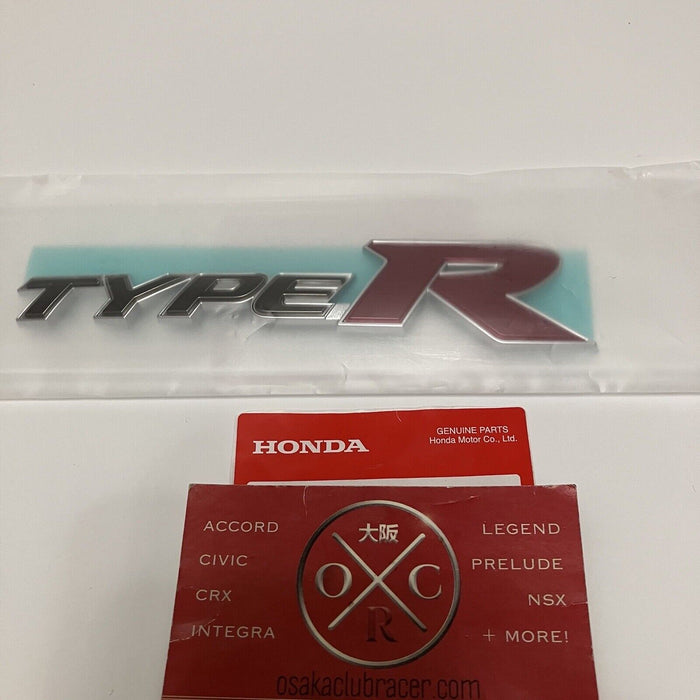 TYPE R
HONDA
GENUINE PARTS
Honda Motor Co., Ltd.
ACCORD
CIVIC
CRX
INTEGRA
大阪
O C
R
LEGEND
PRELUDE
NSX
+ MORE!
osakaclubracer.com